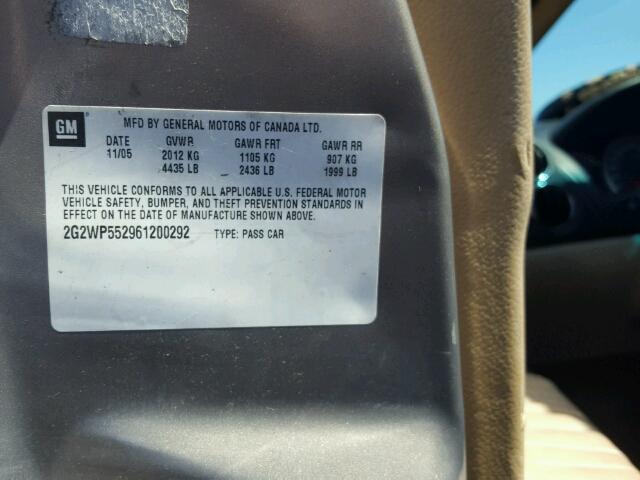 GM
MFD BY GENERAL MOTORS OF CANADA LTD.
DATE GVWR GAWR FRT GAWR RR
11/05 2012 KG 1105 KG 907 KG
4435 LB 2436 LB 1999 LB
THIS VEHICLE CONFORMS TO ALL APPLICABLE U.S. FEDERAL MOTOR
VEHICLE SAFETY, BUMPER, AND THEFT PREVENTION STANDARDS IN
EFFECT ON THE DATE OF MANUFACTURE SHOWN ABOVE.
2G2WP552961200292 TYPE: PASS CAR